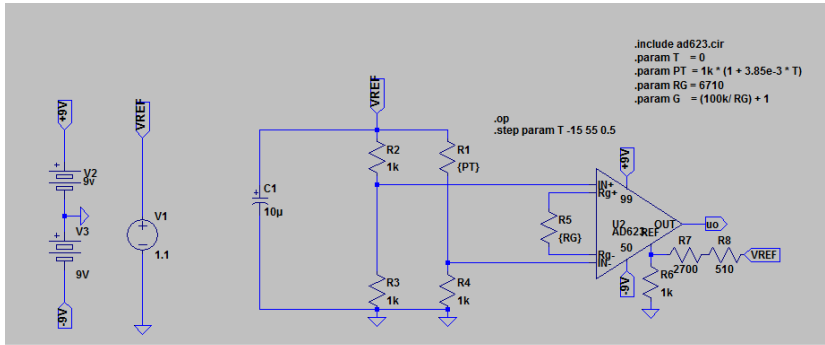 .include ad623.cir
.param T = 0
.param PT = 1k * (1 + 3.85e-3 * T)
.param RG = 6710
.param G = (100k/ RG) + 1
.op
.step param T -15 55 0.5
+9V
V2
9v
V3
9V
-9V
VREF
V1
1.1
VREF
C1
10µ
R2
1k
R1
{PT}
R3
1k
R4
1k
R5
{RG}
+9V
IN+
Rg+
99
U2
AD623
OUT
REF
50
Rg-
IN-
-9V
uo
R7
2700
R8
510
VREF
R6
1k